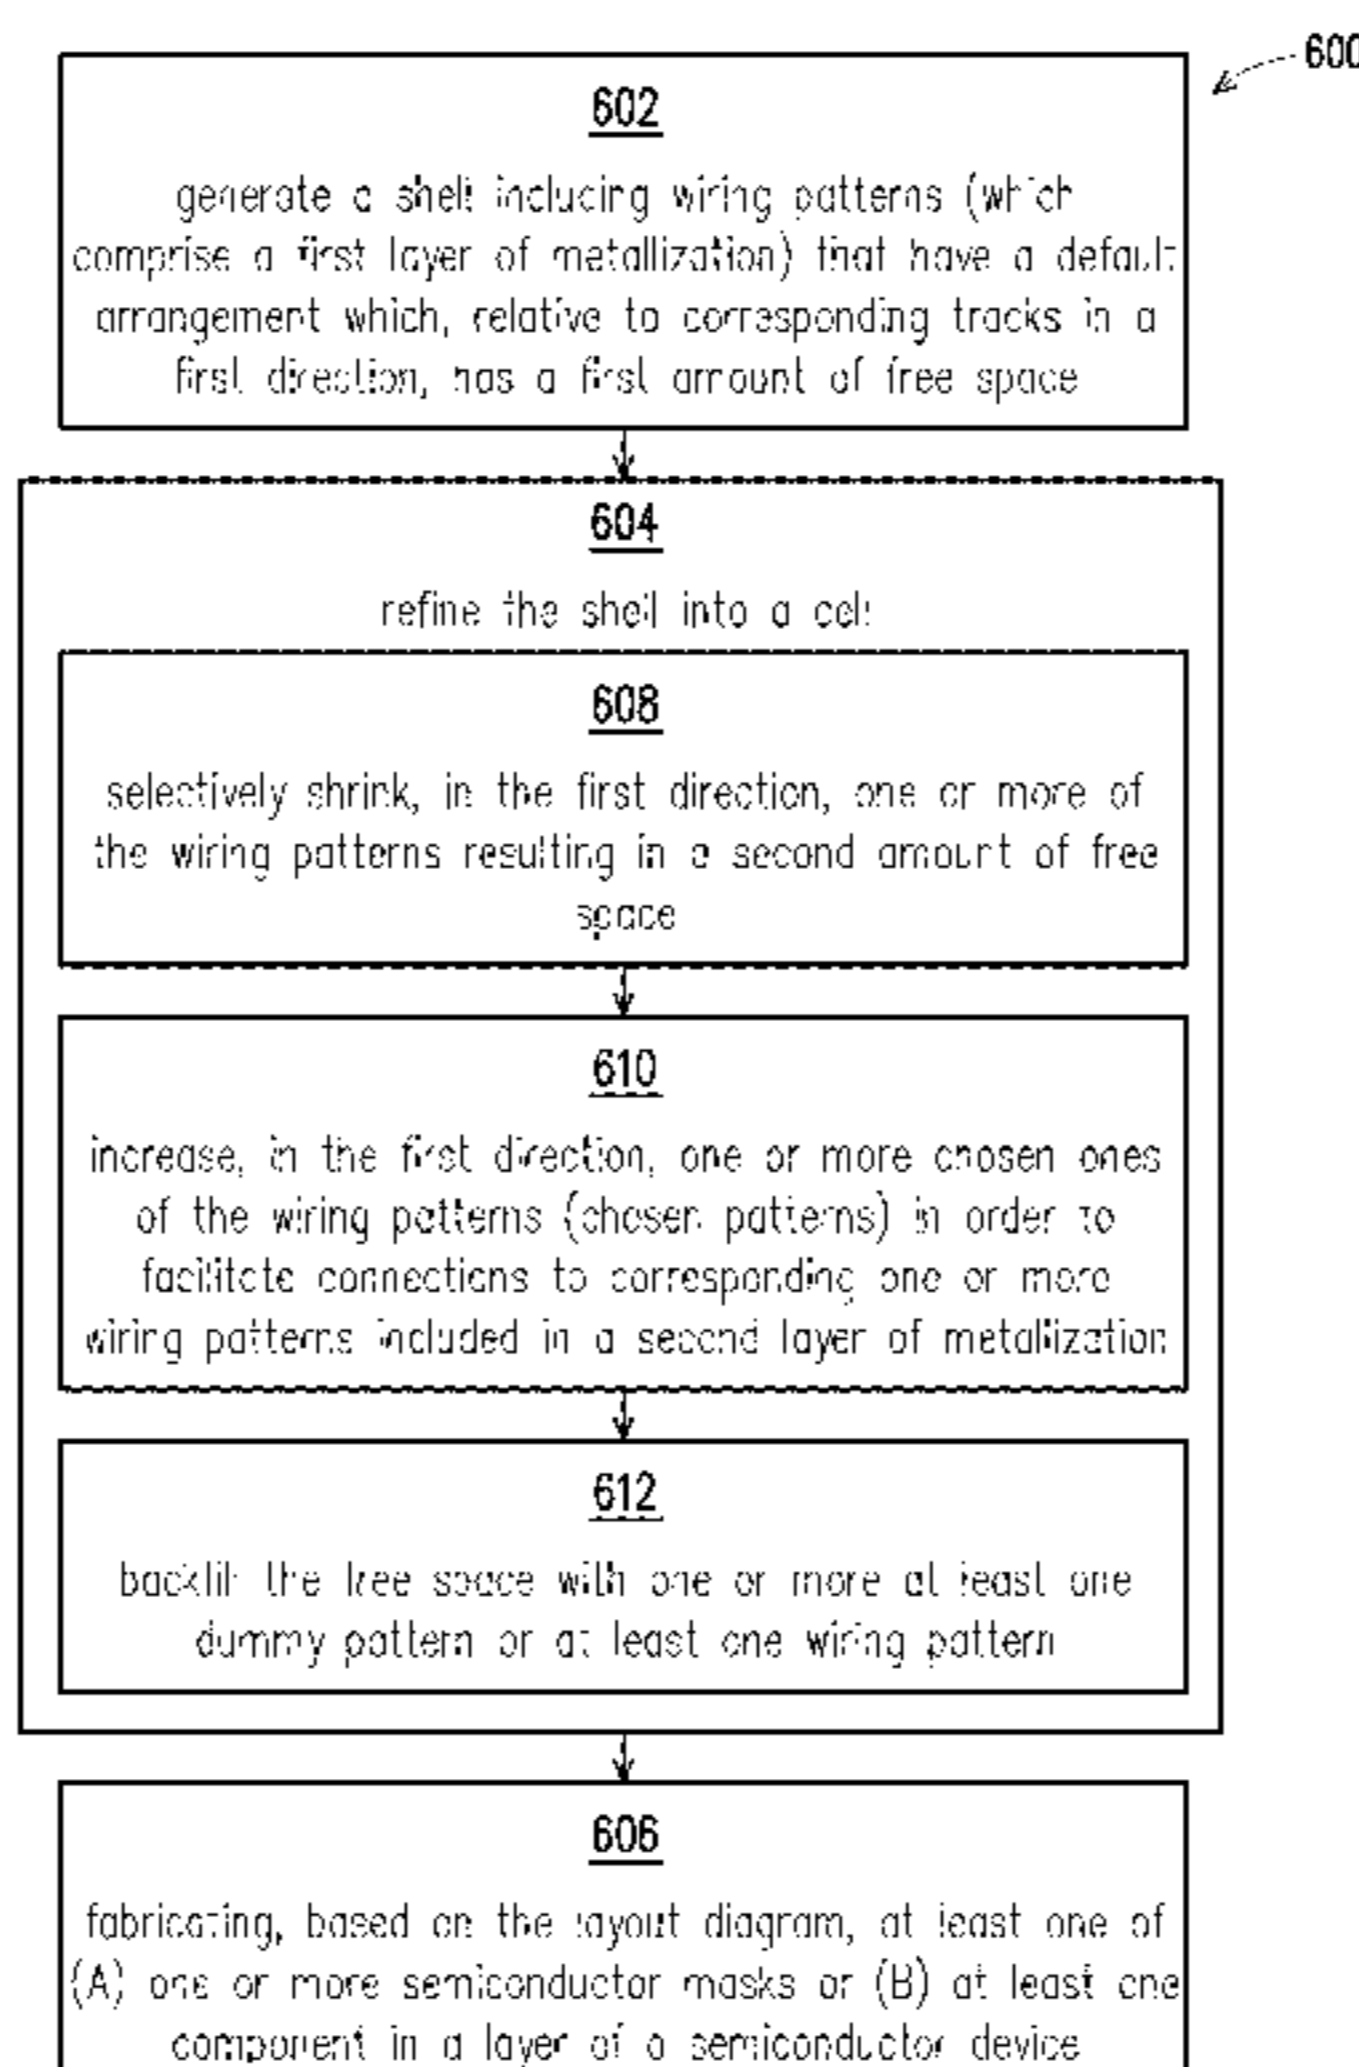 600
602
generate a shell including wiring patterns (which
comprise a first layer of metallization) that have a default
arrangement which, relative to corresponding tracks in a
first direction, has a first amount of free space
604
refine the shell into a cell
608
selectively shrink, in the first direction, one or more of
the wiring patterns resulting in a second amount of free
space
610
increase, in the first direction, one or more chosen ones
of the wiring patterns (chosen patterns) in order to
facilitate connections to corresponding one or more
wiring patterns included in a second layer of metallization
612
backfill the free space with one or more at least one
dummy pattern or at least one wiring pattern
606
fabricating, based on the layout diagram, at least one of
(A) one or more semiconductor masks or (B) at least one
component in a layer of a semiconductor device